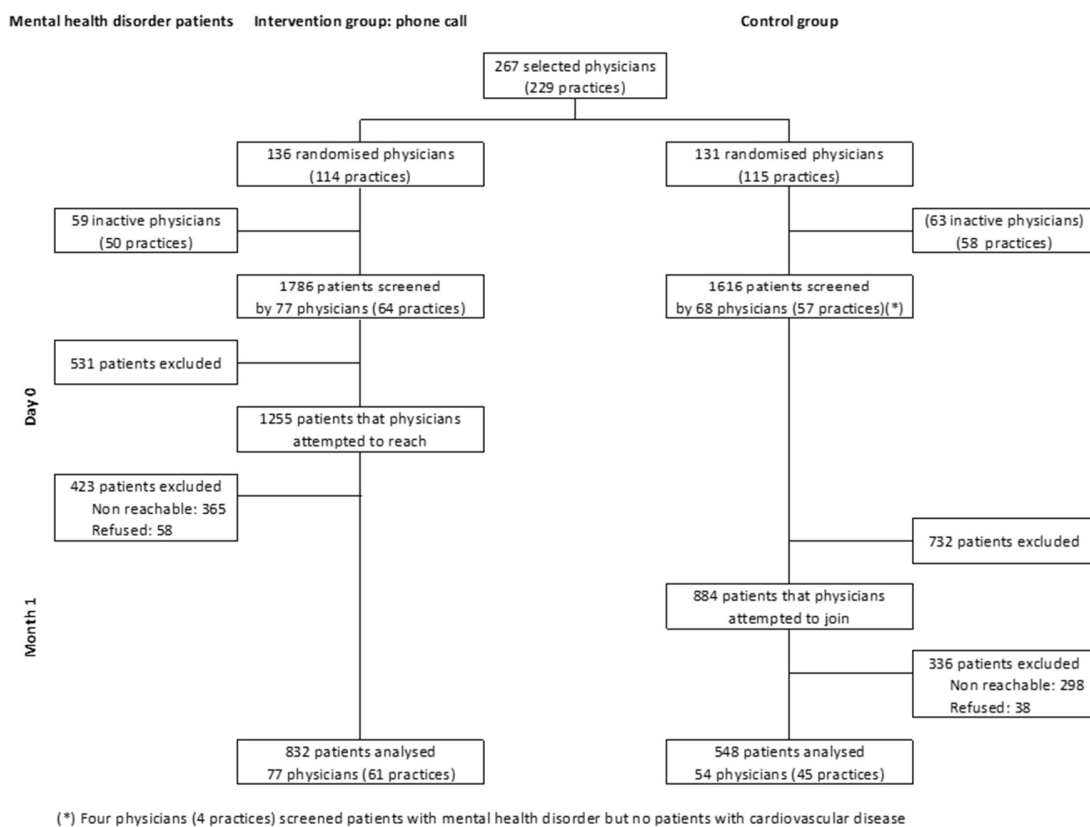 Mental health disorder patients
Intervention group: phone call
Control group
267 selected physicians
(229 practices)
136 randomised physicians
(114 practices)
131 randomised physicians
(115 practices)
59 inactive physicians
(50 practices)
(63 inactive physicians)
(58 practices)
1786 patients screened
by 77 physicians (64 practices)
1616 patients screened
by 68 physicians (57 practices)(*)
Day 0
531 patients excluded
1255 patients that physicians
attempted to reach
423 patients excluded
Non reachable: 365
Refused: 58
732 patients excluded
Month 1
884 patients that physicians
attempted to join
336 patients excluded
Non reachable: 298
Refused: 38
832 patients analysed
77 physicians (61 practices)
548 patients analysed
54 physicians (45 practices)
(*) Four physicians (4 practices) screened patients with mental health disorder but no patients with cardiovascular disease